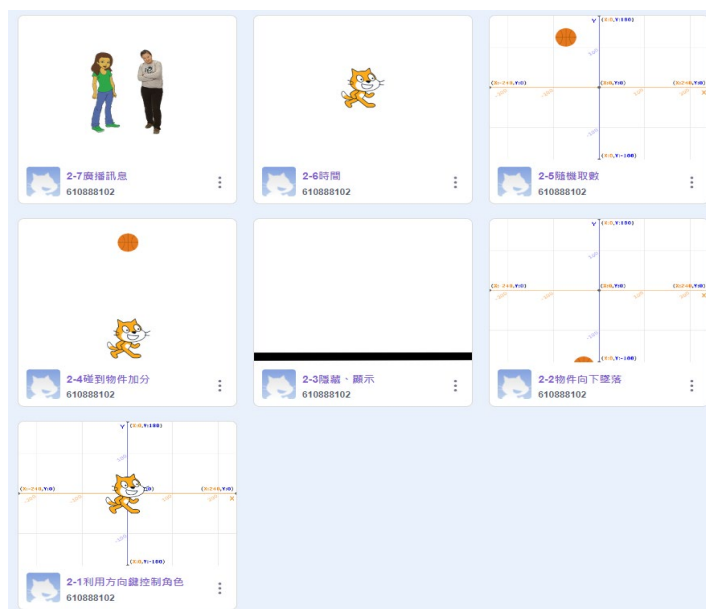 2-7廣播訊息
610888102
2-6時間
610888102
Y (X:0,Y:180)
(X:-240,Y:0)
(X:0,Y:0)
(X:240,Y:0)
X
(X:0,Y:-180)
2-5隨機取數
610888102
2-4碰到物件加分
610888102
2-3隱藏、顯示
610888102
Y (X:0,Y:180)
(X:-240,Y:0)
(X:0,Y:0)
(X:240,Y:0)
X
(X:0,Y:-180)
2-2物件向下墜落
610888102
Y (X:0,Y:180)
(X:-240,Y:0)
(X:240,Y:0)
X
(X:0,Y:-180)
2-1利用方向鍵控制角色
610888102